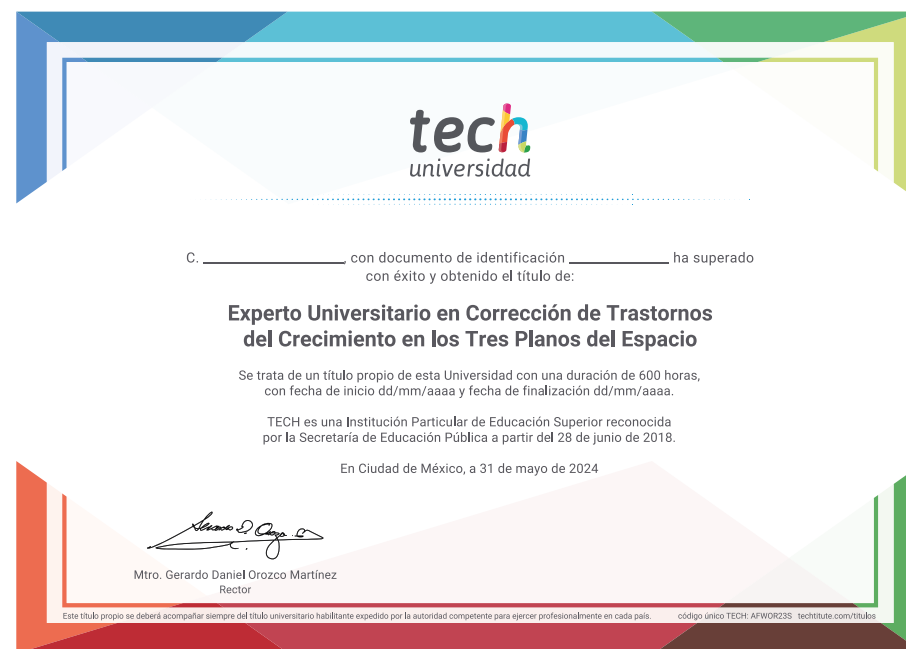 tech
universidad
C. ________________, con documento de identificación ____________ ha superado
con éxito y obtenido el título de:
Experto Universitario en Corrección de Trastornos
del Crecimiento en los Tres Planos del Espacio
Se trata de un título propio de esta Universidad con una duración de 600 horas,
con fecha de inicio dd/mm/aaaa y fecha de finalización dd/mm/aaaa.
TECH es una Institución Particular de Educación Superior reconocida
por la Secretaría de Educación Pública a partir del 28 de junio de 2018.
En Ciudad de México, a 31 de mayo de 2024
Mtro. Gerardo Daniel Orozco Martínez
Rector
Este título propio se deberá acompañar siempre del título universitario habilitante expedido por la autoridad competente para ejercer profesionalmente en cada país. código único TECH: AFWOR23S techtitute.com/titulos